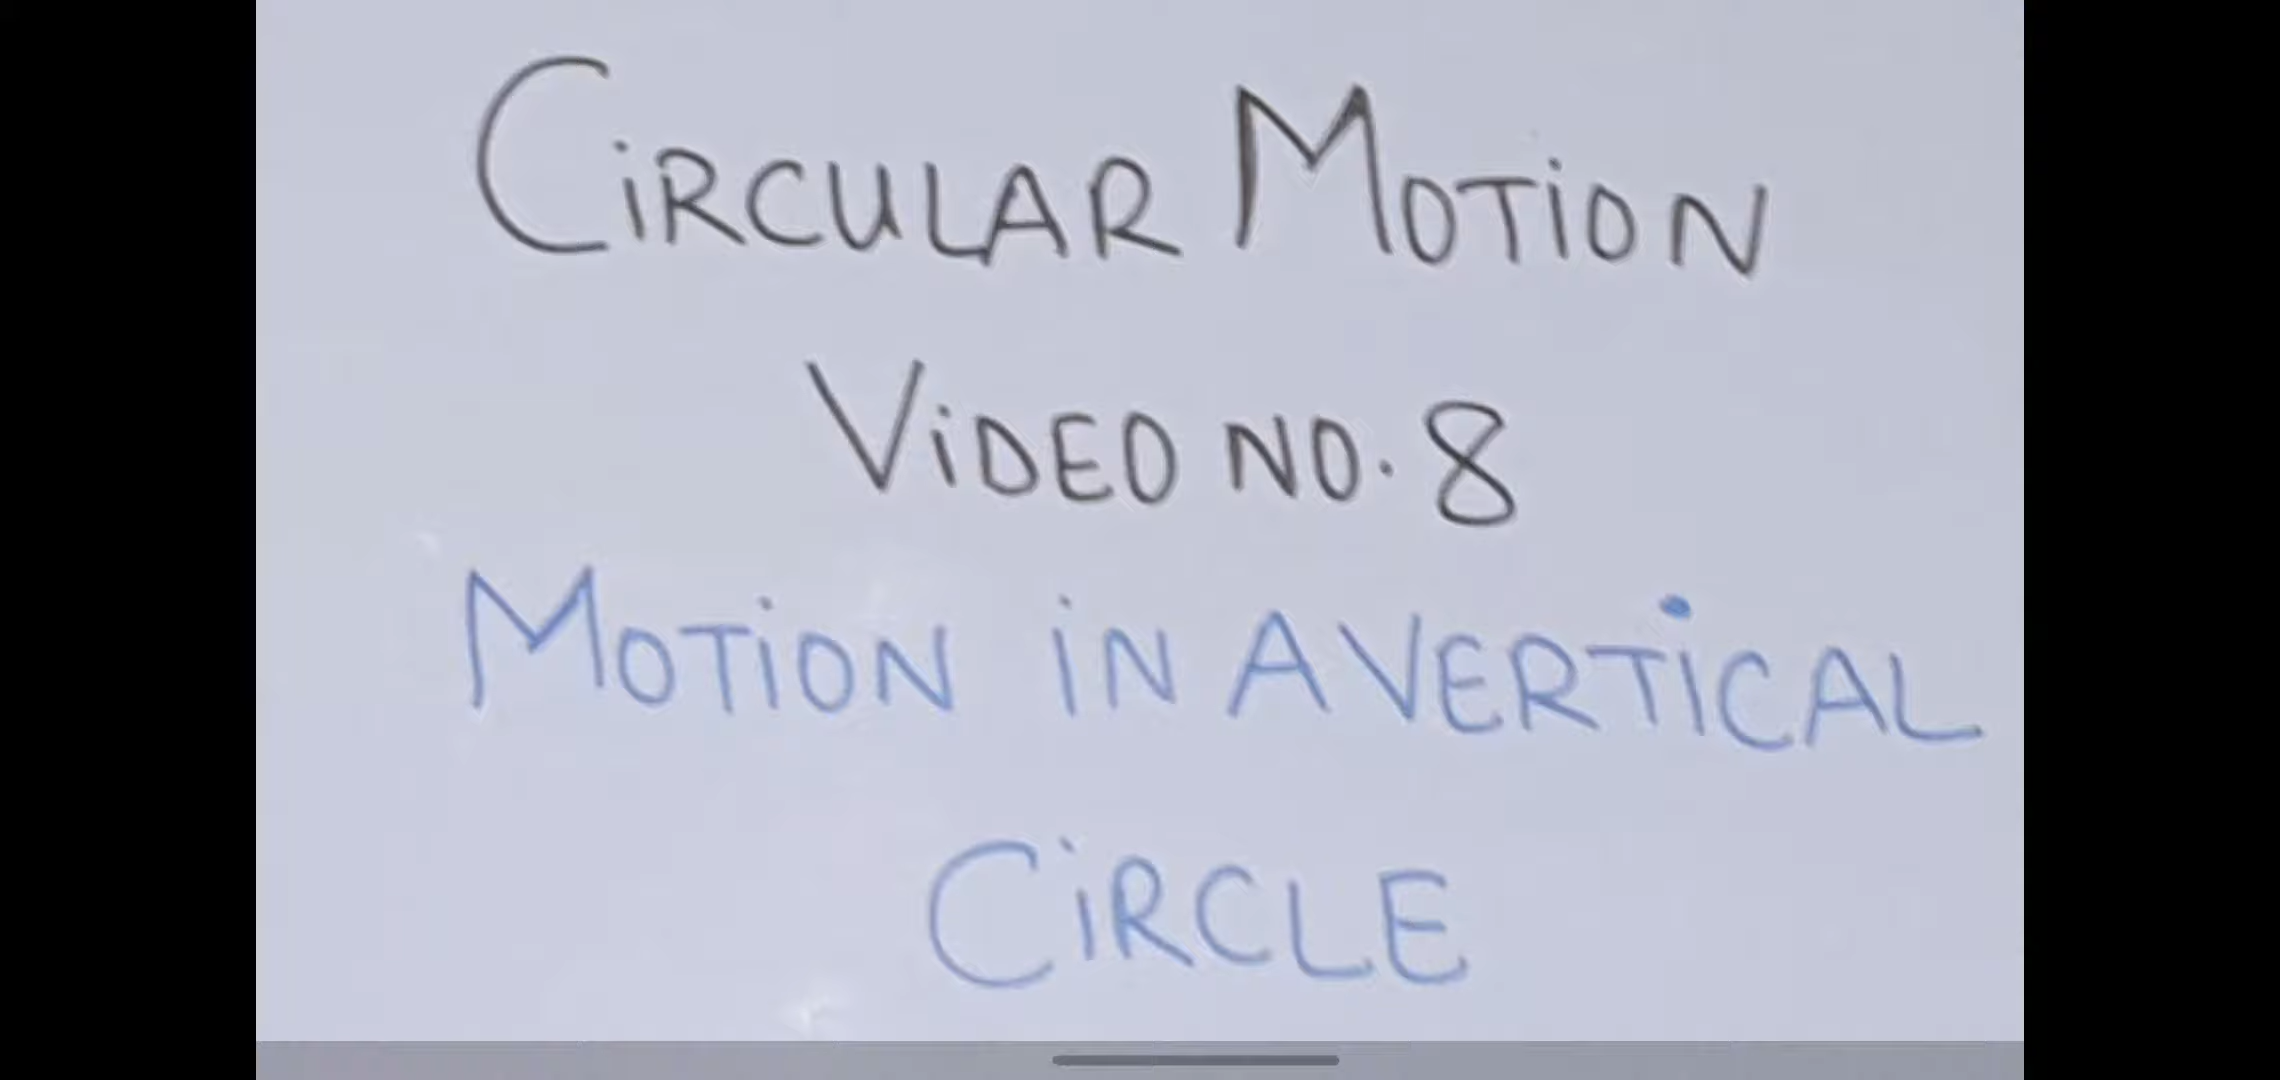 CiRCULAR MOTiON
ViDEO NO. 8
MOTiON iN A VERTiCAL
CiRCLE